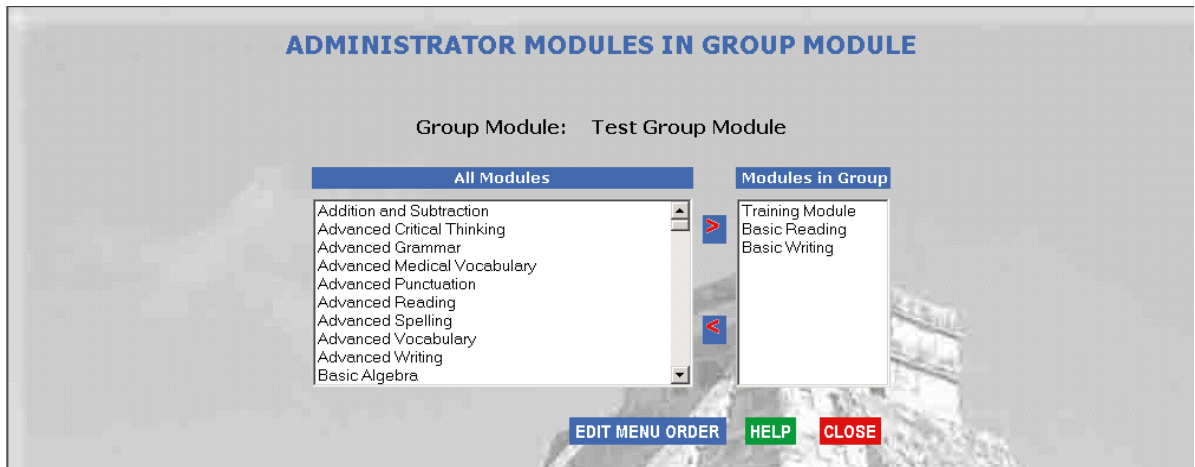 ADMINISTRATOR MODULES IN GROUP MODULE
Group Module: Test Group Module
All Modules
Modules in Group
Addition and Subtraction
Advanced Critical Thinking
Advanced Grammar
Advanced Medical Vocabulary
Advanced Punctuation
Advanced Reading
Advanced Spelling
Advanced Vocabulary
Advanced Writing
Basic Algebra
>
<
Training Module
Basic Reading
Basic Writing
EDIT MENU ORDER
HELP
CLOSE